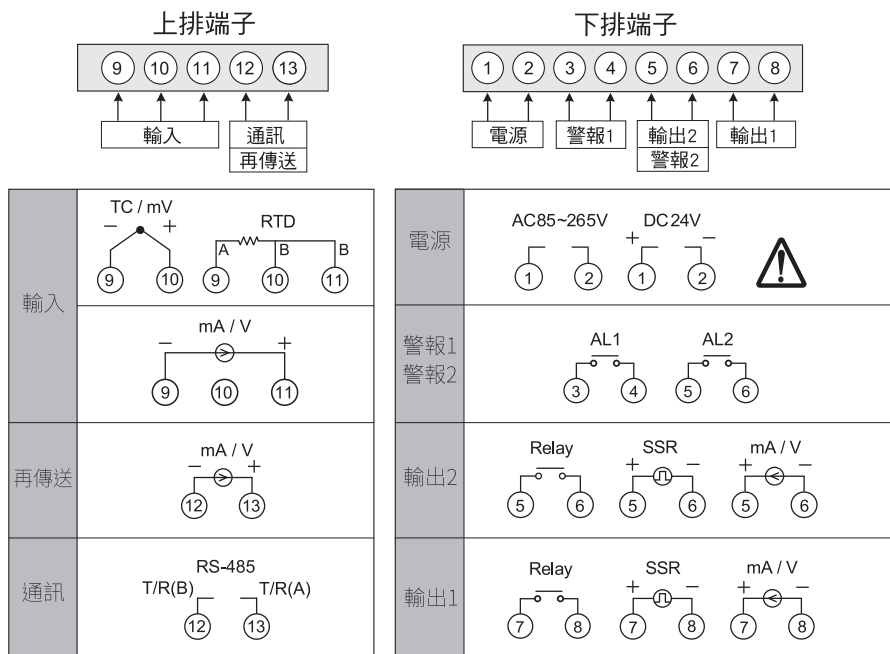 上排端子
9 10 11 12 13
輸入
通訊
再傳送
下排端子
1 2 3 4 5 6 7 8
電源
警報1
輸出2
警報2
輸出1
輸入
TC / mV
− +
9 10
RTD
A B B
9 10 11
mA / V
− +
9 10 11
再傳送
mA / V
− +
12 13
通訊
RS-485
T/R(B) T/R(A)
12 13
電源
AC85~265V DC24V
+ −
1 2 1 2
!
警報1
警報2
AL1 AL2
3 4 5 6
輸出2
Relay SSR mA / V
+ − + −
5 6 5 6 5 6
輸出1
Relay SSR mA / V
+ − + −
7 8 7 8 7 8